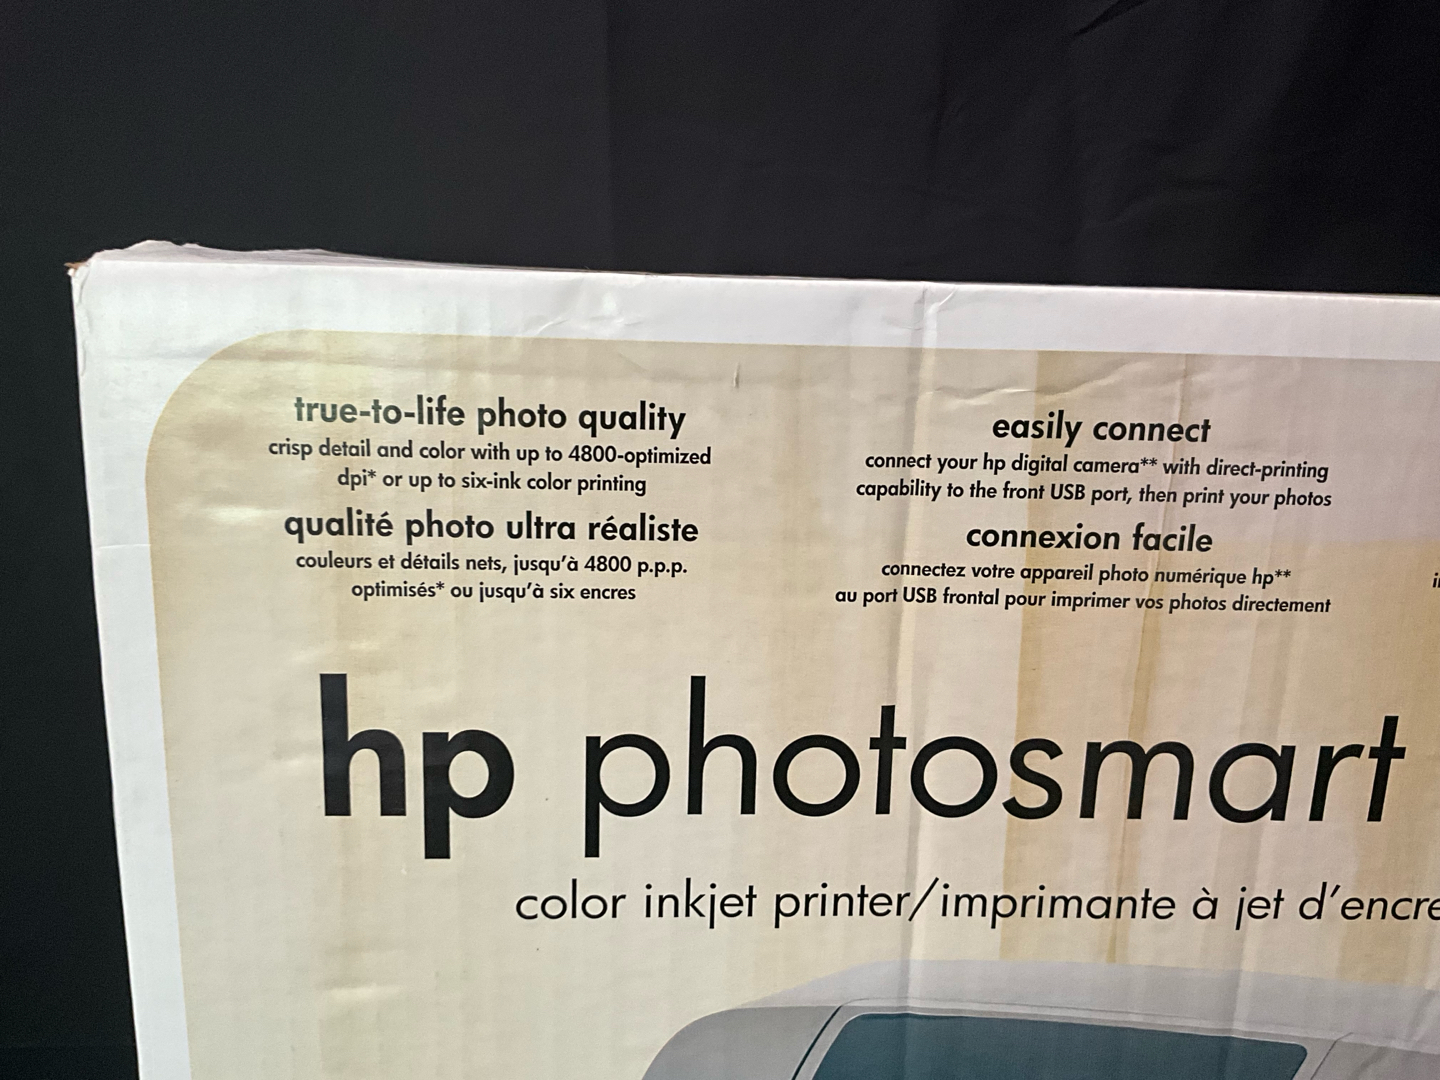 true-to-life photo quality
crisp detail and color with up to 4800-optimized
dpi* or up to six-ink color printing
qualité photo ultra réaliste
couleurs et détails nets, jusqu'à 4800 p.p.p.
optimisés* ou jusqu'à six encres
easily connect
connect your hp digital camera** with direct-printing
capability to the front USB port, then print your photos
connexion facile
connectez votre appareil photo numérique hp**
au port USB frontal pour imprimer vos photos directement
hp photosmart
color inkjet printer/imprimante à jet d'encre